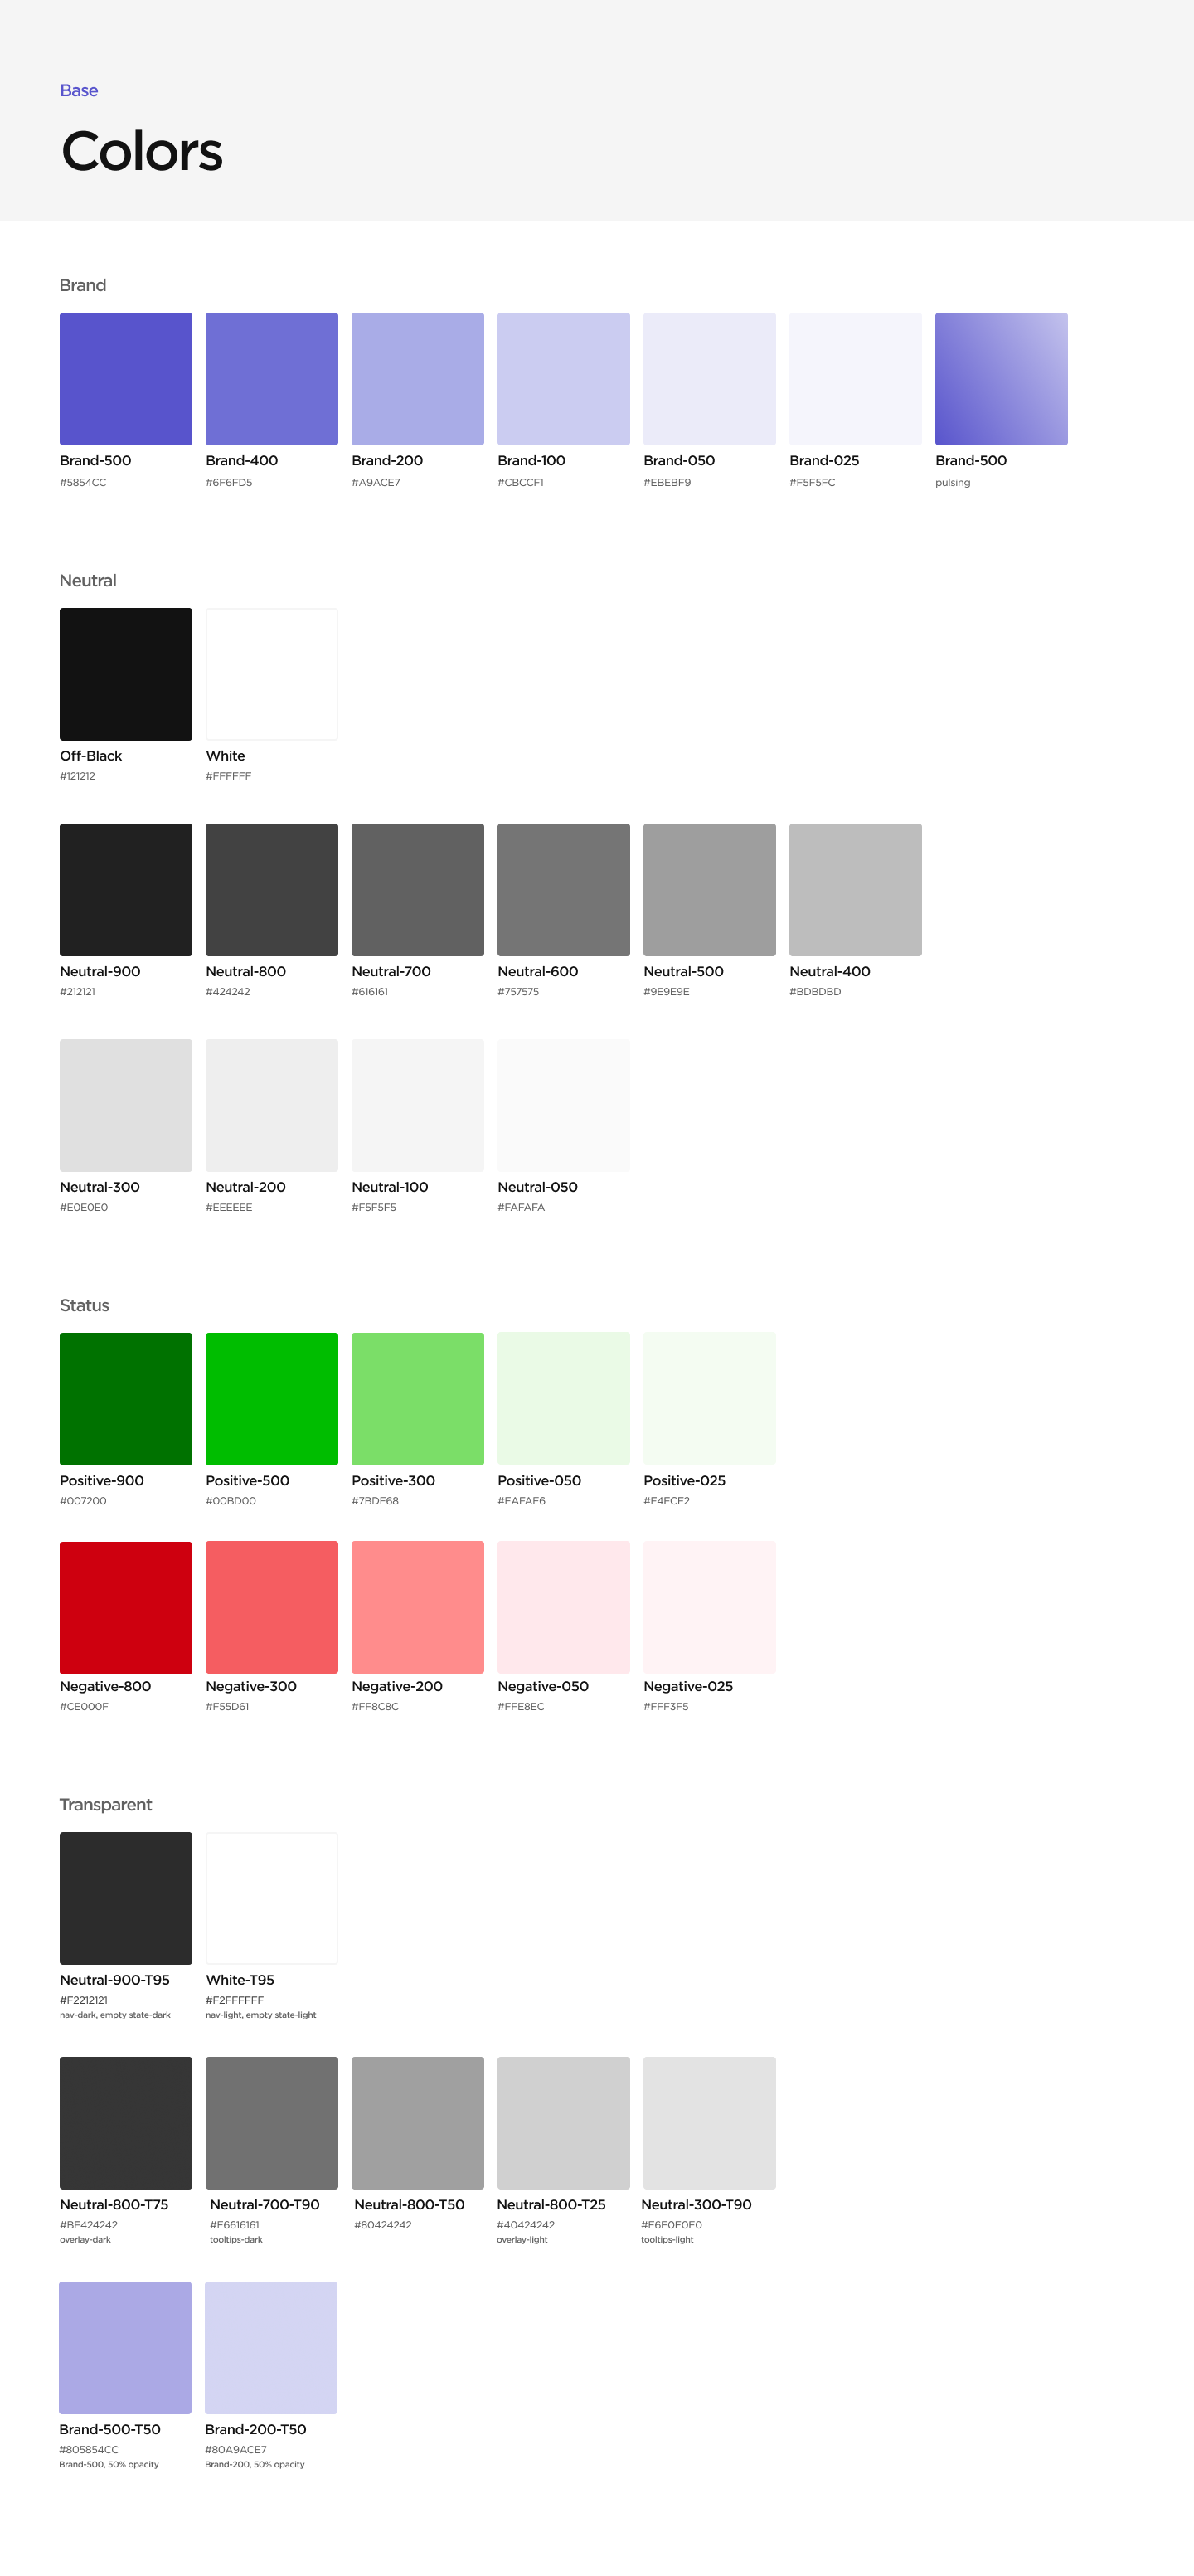 Base
Colors
Brand
Brand-500
#5854CC
Brand-400
#6F6FD5
Brand-200
#A9ACE7
Brand-100
#CBCCF1
Brand-050
#EBEBF9
Brand-025
#F5F5FC
Brand-500
pulsing
Neutral
Off-Black
#121212
White
#FFFFFF
Neutral-900
#212121
Neutral-800
#424242
Neutral-700
#616161
Neutral-600
#757575
Neutral-500
#9E9E9E
Neutral-400
#BDBDBD
Neutral-300
#E0E0E0
Neutral-200
#EEEEEE
Neutral-100
#F5F5F5
Neutral-050
#FAFAFA
Status
Positive-900
#007200
Positive-500
#00BD00
Positive-300
#7BDE68
Positive-050
#EAFAE6
Positive-025
#F4FCF2
Negative-800
#CE000F
Negative-300
#F55D61
Negative-200
#FF8C8C
Negative-050
#FFE8EC
Negative-025
#FFF3F5
Transparent
Neutral-900-T95
#F2212121
nav-dark, empty state-dark
White-T95
#F2FFFFFF
nav-light, empty state-light
Neutral-800-T75
#BF424242
overlay-dark
Neutral-700-T90
#E6616161
tooltips-dark
Neutral-800-T50
#80424242
Neutral-800-T25
#40424242
overlay-light
Neutral-300-T90
#E6E0E0E0
tooltips-light
Brand-500-T50
#805854CC
Brand-500, 50% opacity
Brand-200-T50
#80A9ACE7
Brand-200, 50% opacity